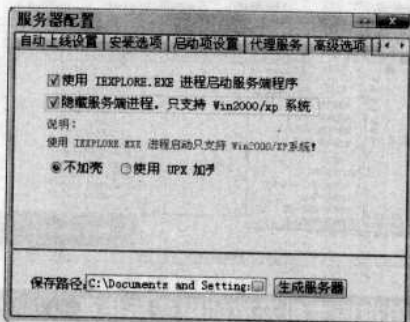 服务器配置
自动上线设置 安装选项 启动项设置 代理服务 高级选项
使用 IEXPLORE.EXE 进程启动服务端程序
隐藏服务端进程, 只支持 Win2000/xp 系统
说明:
使用 IEXPLORE.EXE 进程启动只支持 Win2000/XP系统!
不加壳 使用 UPX 加
保存路径: C:\Documents and Setting: 生成服务器